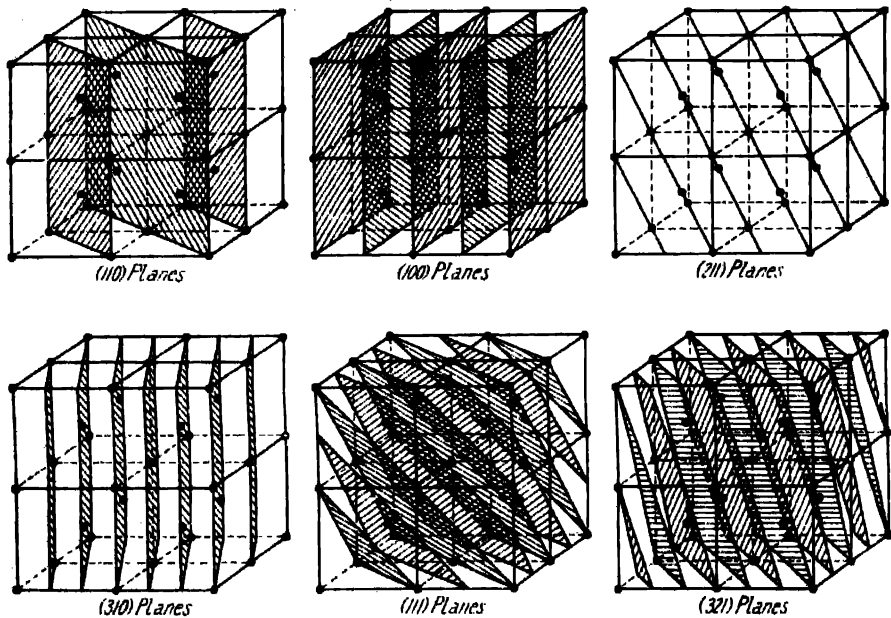 (110) Planes
(100) Planes
(211) Planes
(310) Planes
(111) Planes
(321) Planes